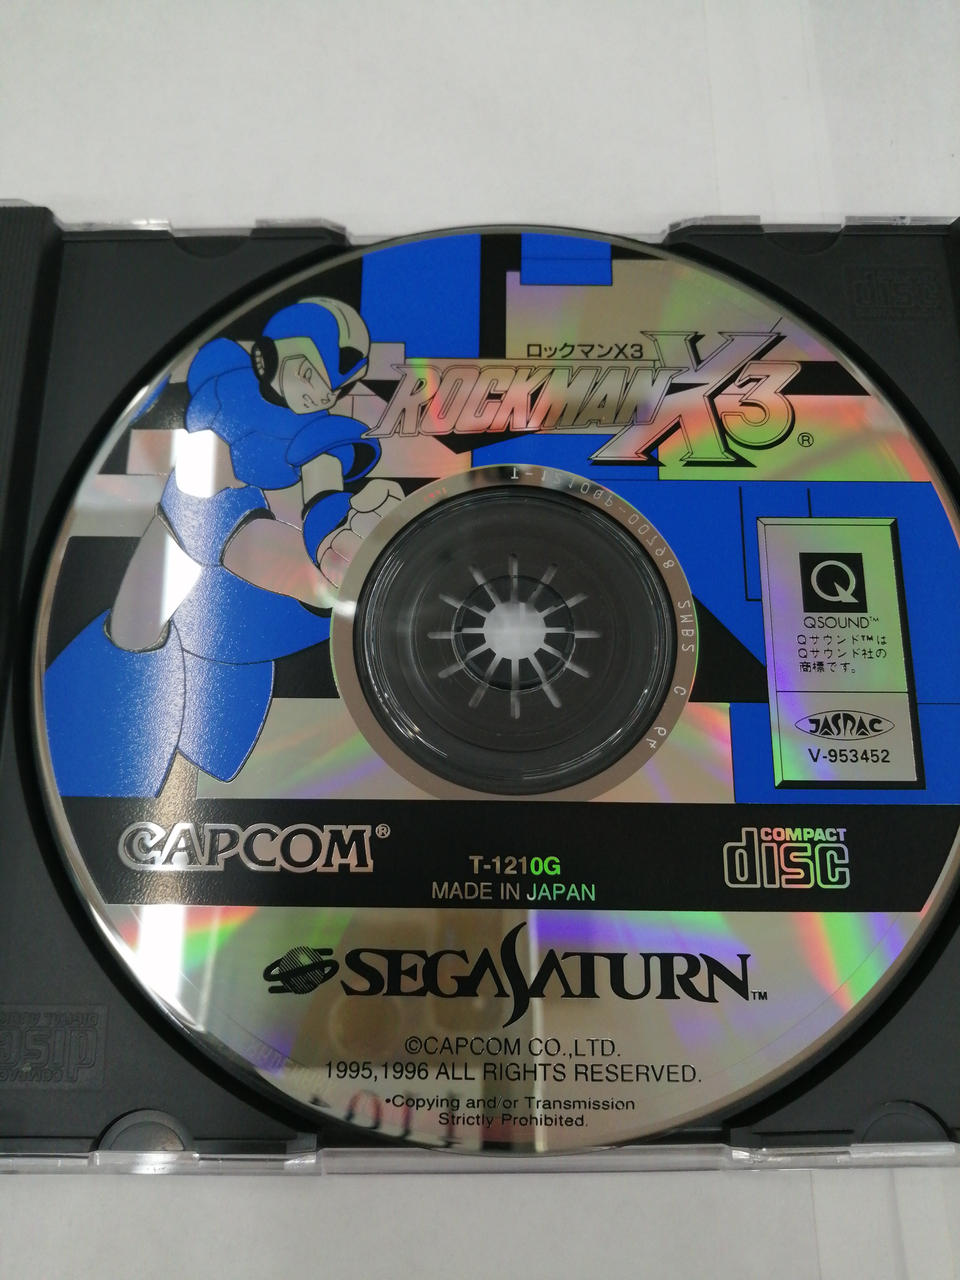 ロックマンX3
ROCKMAN X3®
QSOUND™
Qサウンド™は
Qサウンド社の
商標です。
JASRAC
V-953452
CAPCOM®
T-1210G
MADE IN JAPAN
COMPACT
disc
SEGA SATURN™
©CAPCOM CO.,LTD.
1995,1996 ALL RIGHTS RESERVED.
•Copying and/or Transmission
Strictly Prohibited.